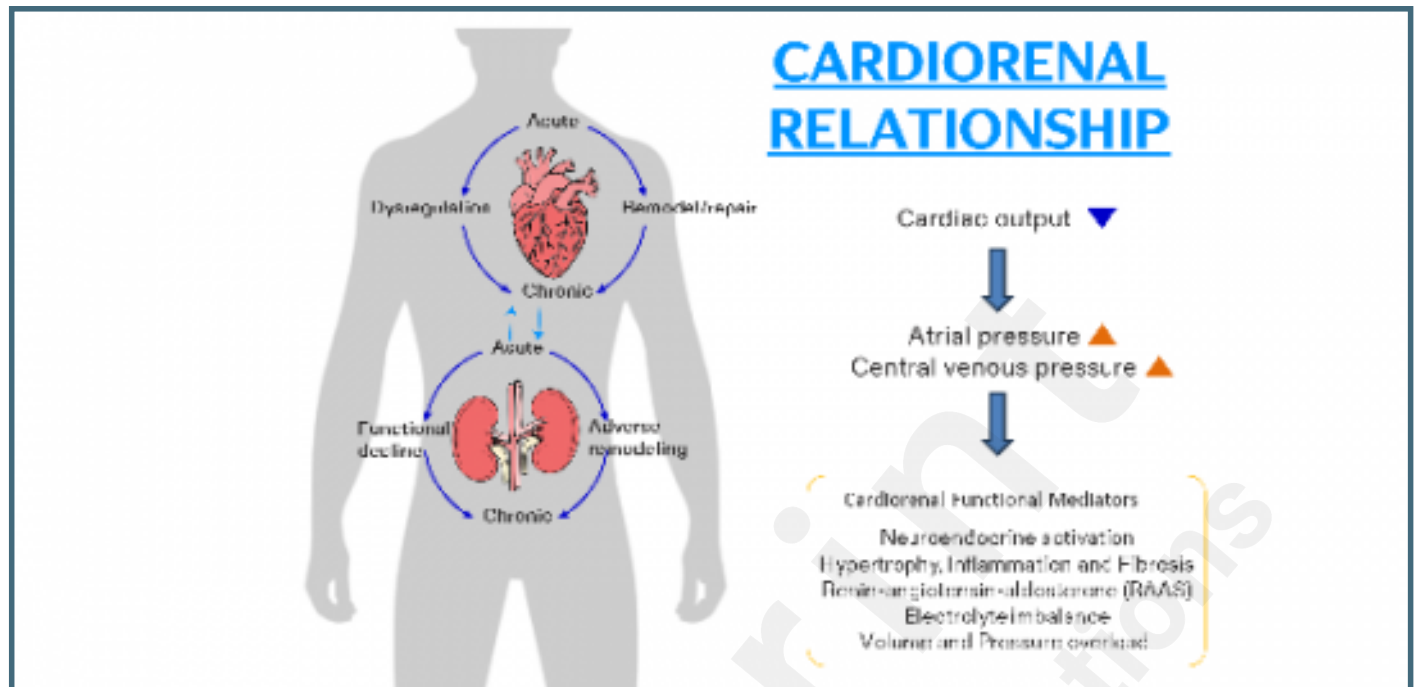 CARDIORENAL
RELATIONSHIP
Acute
Dysregulation
Remodel/repair
Chronic
Acute
Functional
decline
Adverse
remodeling
Chronic
Cardiac output
Atrial pressure
Central venous pressure
Cardiorenal Functional Mediators
Neuroendocrine activation
Hypertrophy, Inflammation and Fibrosis
Renin-angiotensin-aldosterone (RAAS)
Electrolyte imbalance
Volume and Pressure overload